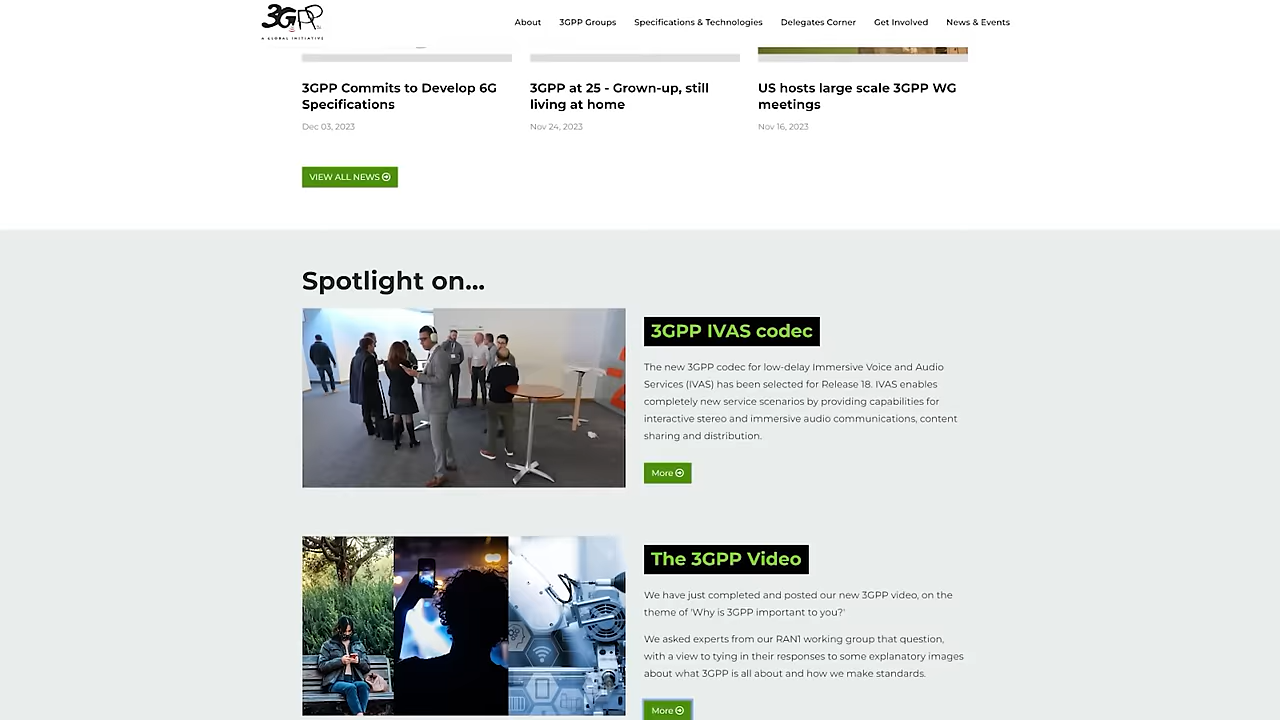 3GPP
A GLOBAL INITIATIVE
About
3GPP Groups
Specifications & Technologies
Delegates Corner
Get Involved
News & Events
3GPP Commits to Develop 6G
Specifications
Dec 03, 2023
3GPP at 25 - Grown-up, still
living at home
Nov 24, 2023
US hosts large scale 3GPP WG
meetings
Nov 16, 2023
VIEW ALL NEWS
Spotlight on...
3GPP IVAS codec
The new 3GPP codec for low-delay Immersive Voice and Audio
Services (IVAS) has been selected for Release 18. IVAS enables
completely new service scenarios by providing capabilities for
interactive stereo and immersive audio communications, content
sharing and distribution.
More
The 3GPP Video
We have just completed and posted our new 3GPP video, on the
theme of 'Why is 3GPP important to you?'
We asked experts from our RAN1 working group that question,
with a view to tying in their responses to some explanatory images
about what 3GPP is all about and how we make standards.
More